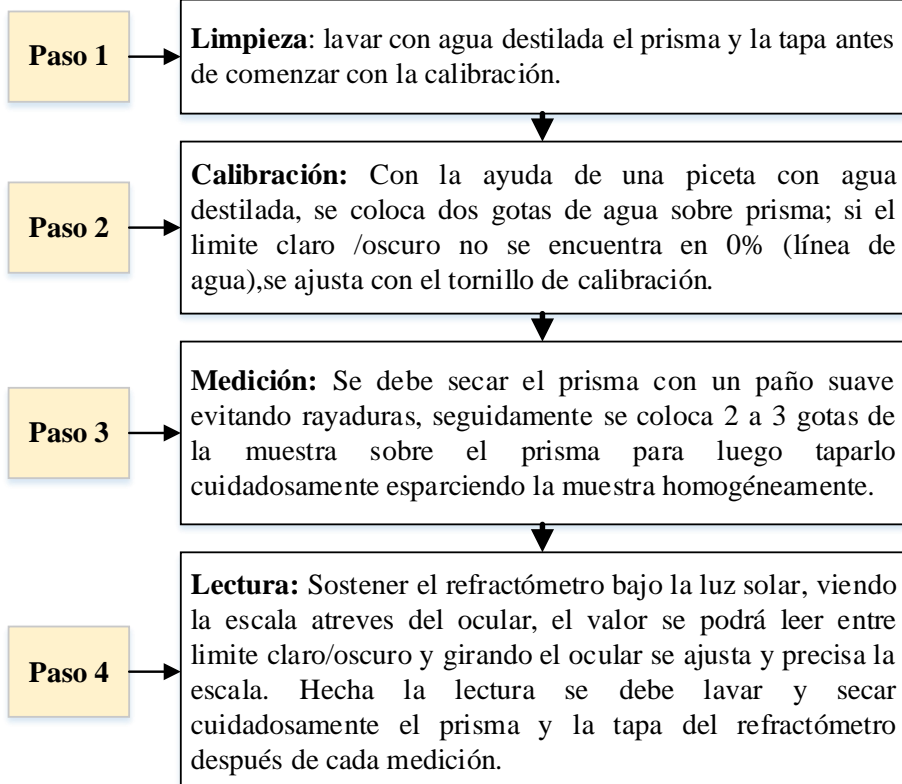 Paso 1
Limpieza: lavar con agua destilada el prisma y la tapa antes
de comenzar con la calibración.
Paso 2
Calibración: Con la ayuda de una piceta con agua
destilada, se coloca dos gotas de agua sobre prisma; si el
limite claro /oscuro no se encuentra en 0% (línea de
agua),se ajusta con el tornillo de calibración.
Paso 3
Medición: Se debe secar el prisma con un paño suave
evitando rayaduras, seguidamente se coloca 2 a 3 gotas de
la muestra sobre el prisma para luego taparlo
cuidadosamente esparciendo la muestra homogéneamente.
Paso 4
Lectura: Sostener el refractómetro bajo la luz solar, viendo
la escala atreves del ocular, el valor se podrá leer entre
limite claro/oscuro y girando el ocular se ajusta y precisa la
escala. Hecha la lectura se debe lavar y secar
cuidadosamente el prisma y la tapa del refractómetro
después de cada medición.